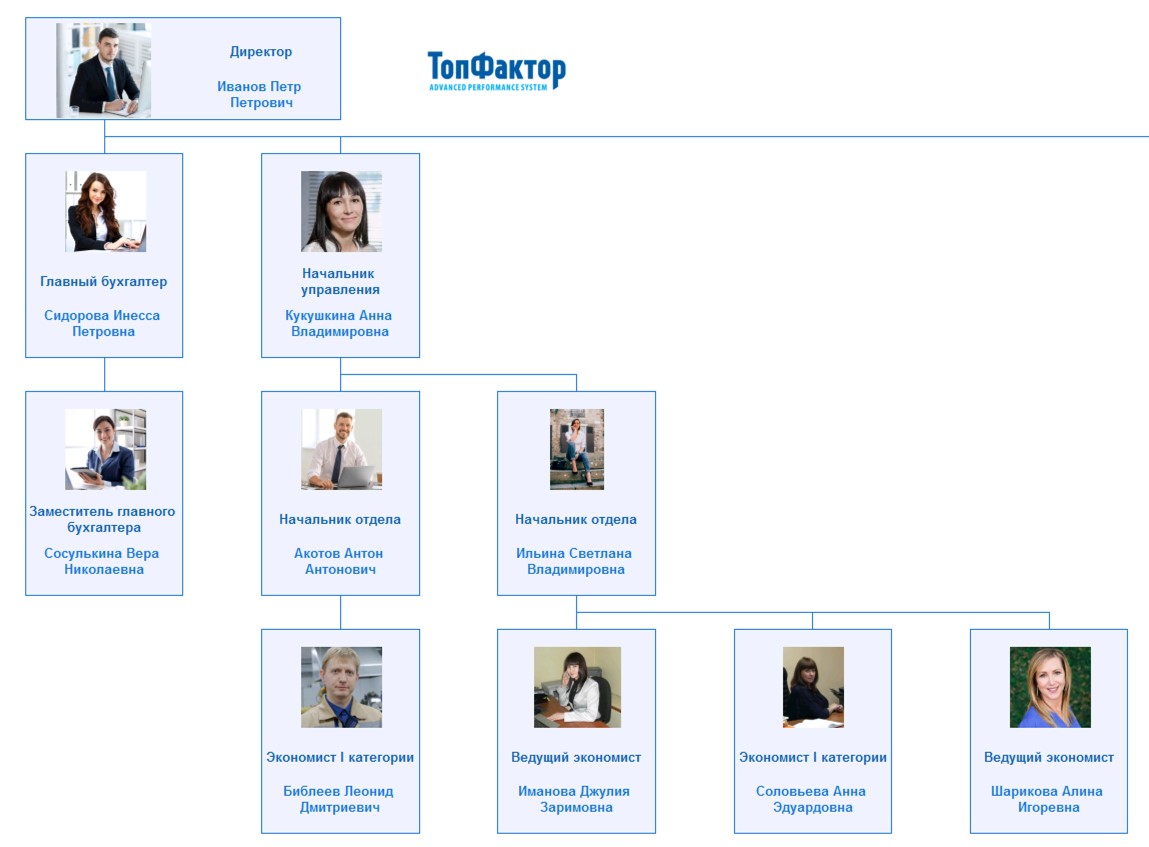 Директор
Иванов Петр
Петрович
ТопФактор
ADVANCED PERFORMANCE SYSTEM
Главный бухгалтер
Сидорова Инесса
Петровна
Начальник
управления
Кукушкина Анна
Владимировна
Заместитель главного
бухгалтера
Сосулькина Вера
Николаевна
Начальник отдела
Акотов Антон
Антонович
Начальник отдела
Ильина Светлана
Владимировна
Экономист I категории
Библеев Леонид
Дмитриевич
Ведущий экономист
Иманова Джулия
Заримовна
Экономист I категории
Соловьева Анна
Эдуардовна
Ведущий экономист
Шарикова Алина
Игоревна